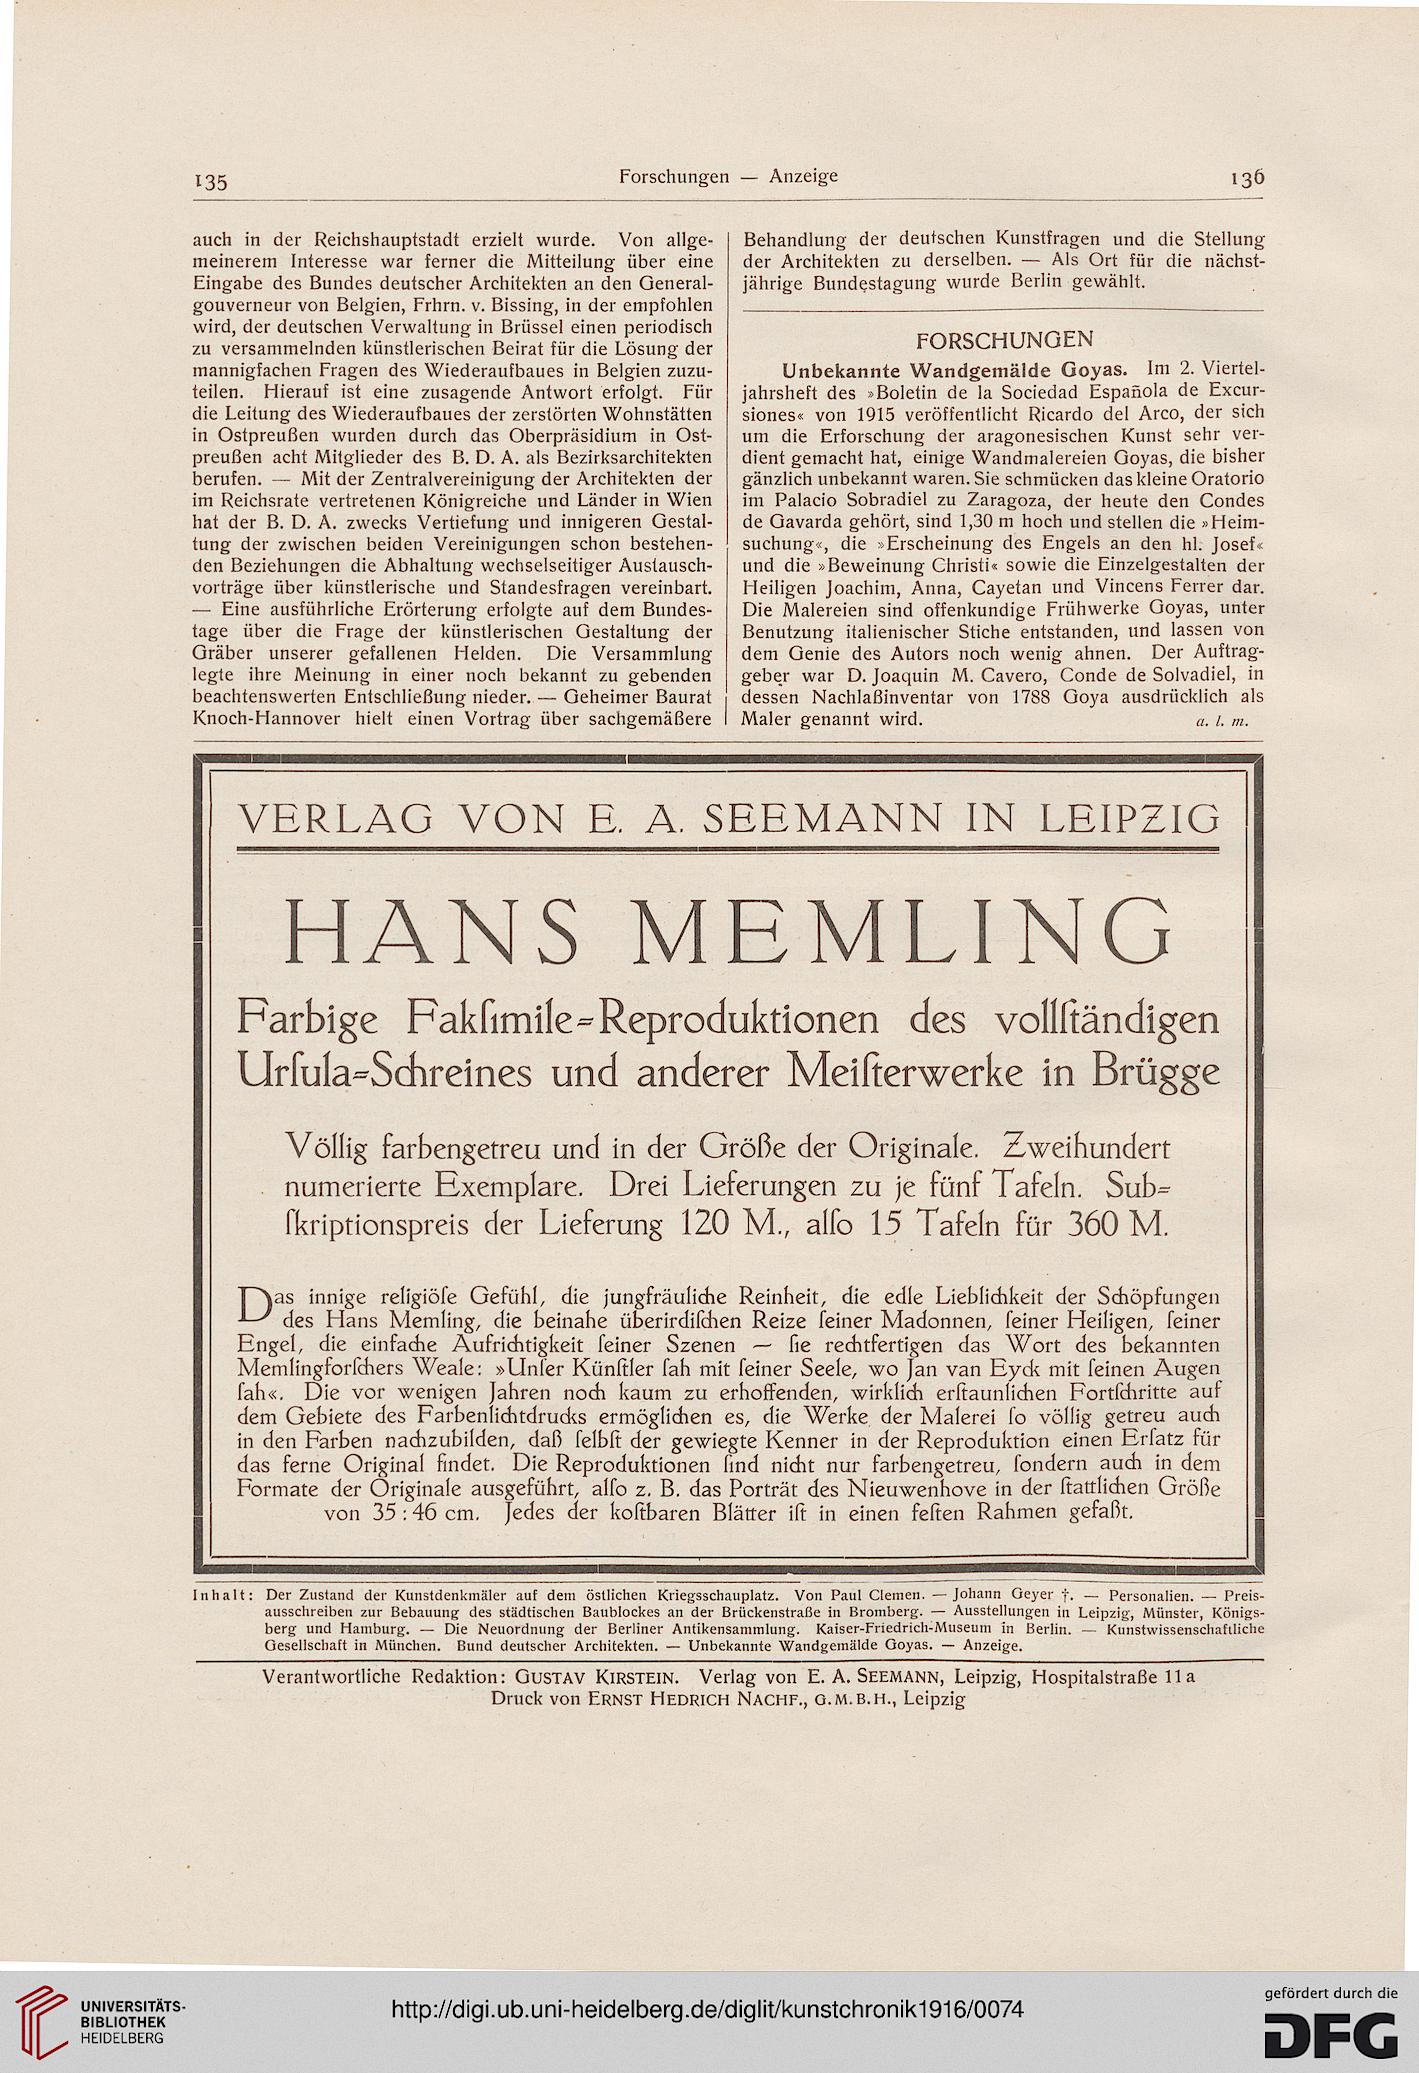 135
Forschungen — Anzeige
136
auch in der Reichshauptstadt erzielt wurde. Von allge-
meinerem Interesse war ferner die Mitteilung über eine
Eingabe des Bundes deutscher Architekten an den General-
gouverneur von Belgien, Frhrn. v. Bissing, in der empfohlen
wird, der deutschen Verwaltung in Brüssel einen periodisch
zu versammelnden künstlerischen Beirat für die Lösung der
mannigfachen Fragen des Wiederaufbaues in Belgien zuzu-
teilen. Hierauf ist eine zusagende Antwort erfolgt. Für
die Leitung des Wiederaufbaues der zerstörten Wohnstätten
in Ostpreußen wurden durch das Oberpräsidium in Ost-
preußen acht Mitglieder des B. D. A. als Bezirksarchitekten
berufen. — Mit der Zentralvereinigung der Architekten der
im Reichsrate vertretenen Königreiche und Länder in Wien
hat der B. D. A. zwecks Vertiefung und innigeren Gestal-
tung der zwischen beiden Vereinigungen schon bestehen-
den Beziehungen die Abhaltung wechselseitiger Austausch-
vorträge über künstlerische und Standesfragen vereinbart.
— Eine ausführliche Erörterung erfolgte auf dem Bundes-
tage über die Frage der künstlerischen Gestaltung der
Gräber unserer gefallenen Helden. Die Versammlung
legte ihre Meinung in einer noch bekannt zu gebenden
beachtenswerten Entschließung nieder. — Geheimer Baurat
Knoch-Hannover hielt einen Vortrag über sachgemäßere
Behandlung der deutschen Kunstfragen und die Stellung
der Architekten zu derselben. — Als Ort für die nächst-
jährige Bundestagung wurde Berlin gewählt.
FORSCHUNGEN
Unbekannte Wandgemälde Goyas. Im 2. Viertel-
jahrsheft des »Boletin de la Sociedad Española de Excur-
siones« von 1915 veröffentlicht Ricardo del Arco, der sich
um die Erforschung der aragonesischen Kunst sehr ver-
dient gemacht hat, einige Wandmalereien Goyas, die bisher
gänzlich unbekannt waren. Sie schmücken das kleine Oratorio
im Palacio Sobradiel zu Zaragoza, der heute den Condes
de Gavarda gehört, sind 1,30 m hoch und stellen die »Heim-
suchung«, die »Erscheinung des Engels an den hl. Josef«
und die »Beweinung Christi« sowie die Einzelgestalten der
Heiligen Joachim, Anna, Cayetan und Vincens Ferrer dar.
Die Malereien sind offenkundige Frühwerke Goyas, unter
Benutzung italienischer Stiche entstanden, und lassen von
dem Genie des Autors noch wenig ahnen. Der Auftrag-
geber war D. Joaquin M. Cavero, Conde de Solvadiel, in
dessen Nachlaßinventar von 1788 Goya ausdrücklich als
Maler genannt wird. a. l. m.
VERLAG VON E. A. SEEMANN IN LEIPZIG
HANS MEMLING
Farbige Fakſimile-Reproduktionen des vollſtändigen
Urſula-Schreines und anderer Meiſterwerke in Brügge
Völlig farbengetreu und in der Größe der Originale. Zweihundert
numerierte Exemplare. Drei Lieferungen zu je fünf Tafeln. Sub-
ſkriptionspreis der Lieferung 120 M., alſo 15 Tafeln für 360 M.
Das innige religiöſe Gefühl, die jungfräuliche Reinheit, die edle Lieblichkeit der Schöpfungen
des Hans Memling, die beinahe überirdiſchen Reize ſeiner Madonnen, ſeiner Heiligen, ſeiner
Engel, die einfache Aufrichtigkeit ſeiner Szenen — ſie rechtfertigen das Wort des bekannten
Memlingforſchers Weale: »Unſer Künſtler ſah mit ſeiner Seele, wo Jan van Eyck mit ſeinen Augen
ſah«. Die vor wenigen Jahren noch kaum zu erhoffenden, wirklich erſtaunlichen Fortſchritte auf
dem Gebiete des Farbenlichtdrucks ermöglichen es, die Werke der Malerei ſo völlig getreu auch
in den Farben nachzubilden, daß ſelbſt der gewiegte Kenner in der Reproduktion einen Erſatz für
das ferne Original findet. Die Reproduktionen ſind nicht nur farbengetreu, ſondern auch in dem
Formate der Originale ausgeführt, alſo z. B. das Porträt des Nieuwenhove in der ſtattlichen Größe
von 35 : 46 cm. Jedes der koſtbaren Blätter iſt in einen feſten Rahmen gefaßt.
Inhalt: Der Zustand der Kunstdenkmäler auf dem östlichen Kriegsschauplatz. Von Paul Clemen. — Johann Geyer †. — Personalien. — Preis-
ausschreiben zur Bebauung des städtischen Baublockes an der Brückenstraße in Bromberg. — Ausstellungen in Leipzig, Münster, Königs-
berg und Hamburg. — Die Neuordnung der Berliner Antikensammlung. Kaiser-Friedrich-Museum in Berlin. — Kunstwissenschaftliche
Gesellschaft in München. Bund deutscher Architekten. — Unbekannte Wandgemälde Goyas. — Anzeige.
Verantwortliche Redaktion: GUSTAV KIRSTEIN. Verlag von E. A. SEEMANN, Leipzig, Hospitalstraße 11a
Druck von ERNST HEDRICH NACHF., G.M.B.H., Leipzig
UNIVERSITÄTS-
BIBLIOTHEK
HEIDELBERG
http://digi.ub.uni-heidelberg.de/diglit/kunstchronik1916/0074
gefördert durch die
DFG